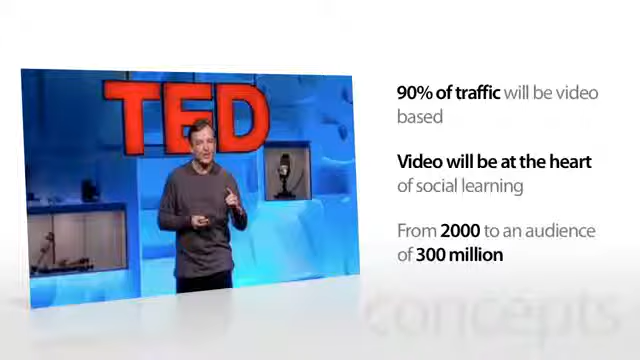 TED
90% of traffic will be video
based
Video will be at the heart
of social learning
From 2000 to an audience
of 300 million
concepts